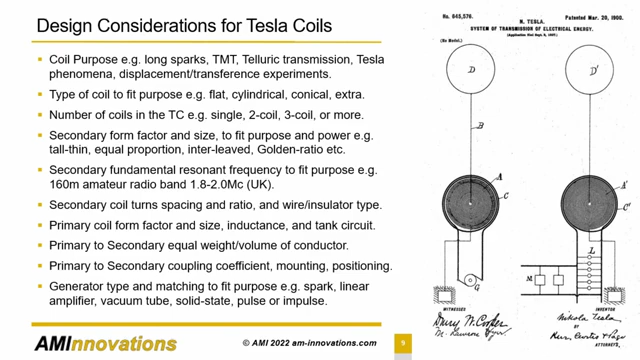 Design Considerations for Tesla Coils
Coil Purpose e.g. long sparks, TMT, Telluric transmission, Tesla
phenomena, displacement/transference experiments.
Type of coil to fit purpose e.g. flat, cylindrical, conical, extra.
Number of coils in the TC e.g. single, 2-coil, 3-coil, or more.
Secondary form factor and size, to fit purpose and power e.g.
tall-thin, equal proportion, inter-leaved, Golden-ratio etc.
Secondary fundamental resonant frequency to fit purpose e.g.
160m amateur radio band 1.8-2.0Mc (UK).
Secondary coil turns spacing and ratio, and wire/insulator type.
Primary coil form factor and size, inductance, and tank circuit.
Primary to Secondary equal weight/volume of conductor.
Primary to Secondary coupling coefficient, mounting, positioning.
Generator type and matching to fit purpose e.g. spark, linear
amplifier, vacuum tube, solid-state, pulse or impulse.
AMInnovations
© AMI 2022 am-innovations.com
9
No. 645,576.
Patented Mar. 20, 1900.
N. TESLA.
SYSTEM OF TRANSMISSION OF ELECTRICAL ENERGY.
(Application filed Sept. 2, 1897.)
(No Model.)
D
D'
B
A
C
A'
C'
L
M
G
WITNESSES
INVENTOR
Nikola Tesla
BY
ATTORNEYS.